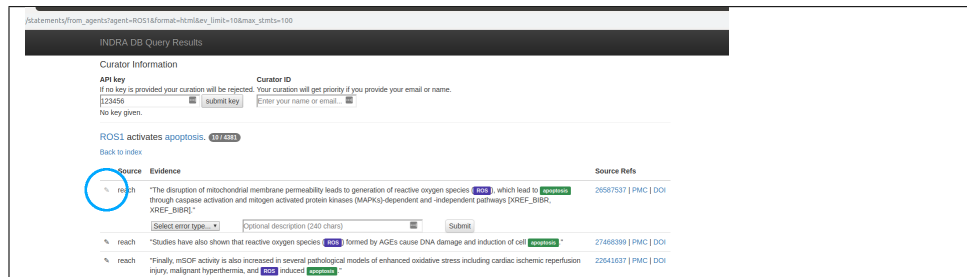 /statements/from_agents?agent=ROS1&format=html&ev_limit=10&max_stmts=100
INDRA DB Query Results
Curator Information
API key Curator ID
If no key is provided your curation will be rejected. Your curation will get priority if you provide your email or name.
123456 submit key Enter your name or email...
No key given.
ROS1 activates apoptosis. 10 / 4381
Back to index
Source Evidence Source Refs
reach "The disruption of mitochondrial membrane permeability leads to generation of reactive oxygen species ( ROS ), which lead to apoptosis 26587537 | PMC | DOI
through caspase activation and mitogen activated protein kinases (MAPKs)-dependent and -independent pathways [XREF_BIBR,
XREF_BIBR]."
Select error type... Optional description (240 chars) Submit
reach "Studies have also shown that reactive oxygen species ( ROS ) formed by AGEs cause DNA damage and induction of cell apoptosis ." 27468399 | PMC | DOI
reach "Finally, mSOF activity is also increased in several pathological models of enhanced oxidative stress including cardiac ischemic reperfusion 22641637 | PMC | DOI
injury, malignant hyperthermia, and ROS induced apoptosis ."